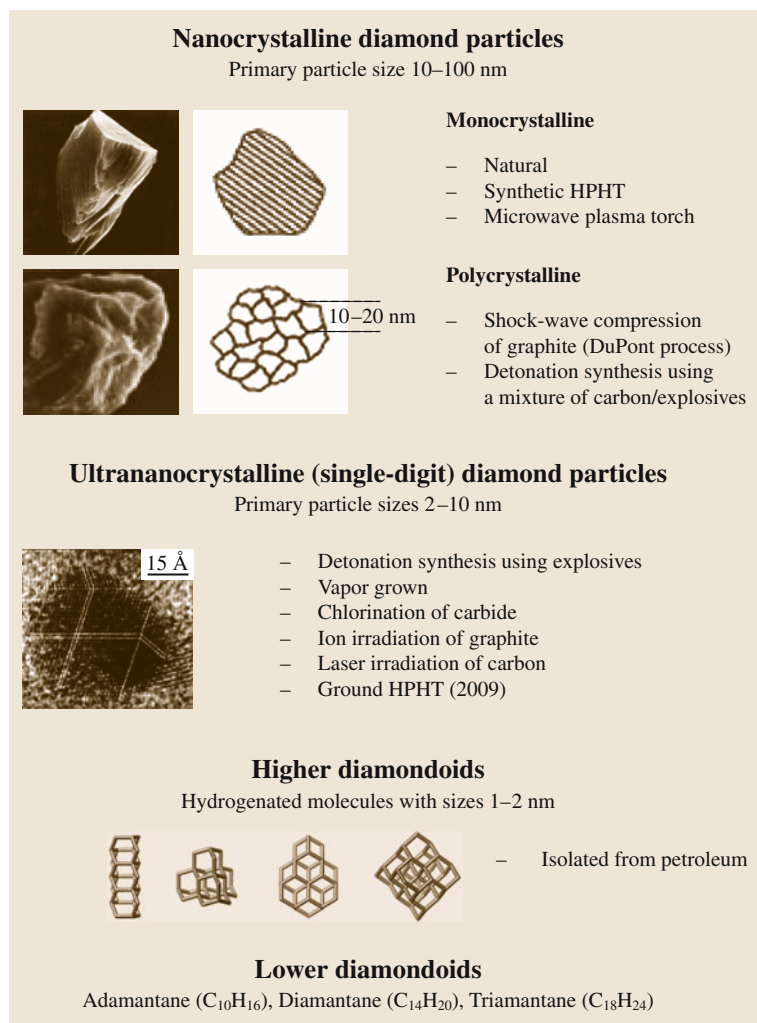 Nanocrystalline diamond particles
Primary particle size 10–100 nm
Monocrystalline
– Natural
– Synthetic HPHT
– Microwave plasma torch
Polycrystalline
10–20 nm
– Shock-wave compression
of graphite (DuPont process)
– Detonation synthesis using
a mixture of carbon/explosives
Ultrananocrystalline (single-digit) diamond particles
Primary particle sizes 2–10 nm
15 Å
– Detonation synthesis using explosives
– Vapor grown
– Chlorination of carbide
– Ion irradiation of graphite
– Laser irradiation of carbon
– Ground HPHT (2009)
Higher diamondoids
Hydrogenated molecules with sizes 1–2 nm
– Isolated from petroleum
Lower diamondoids
Adamantane (C₁₀H₁₆), Diamantane (C₁₄H₂₀), Triamantane (C₁₈H₂₄)